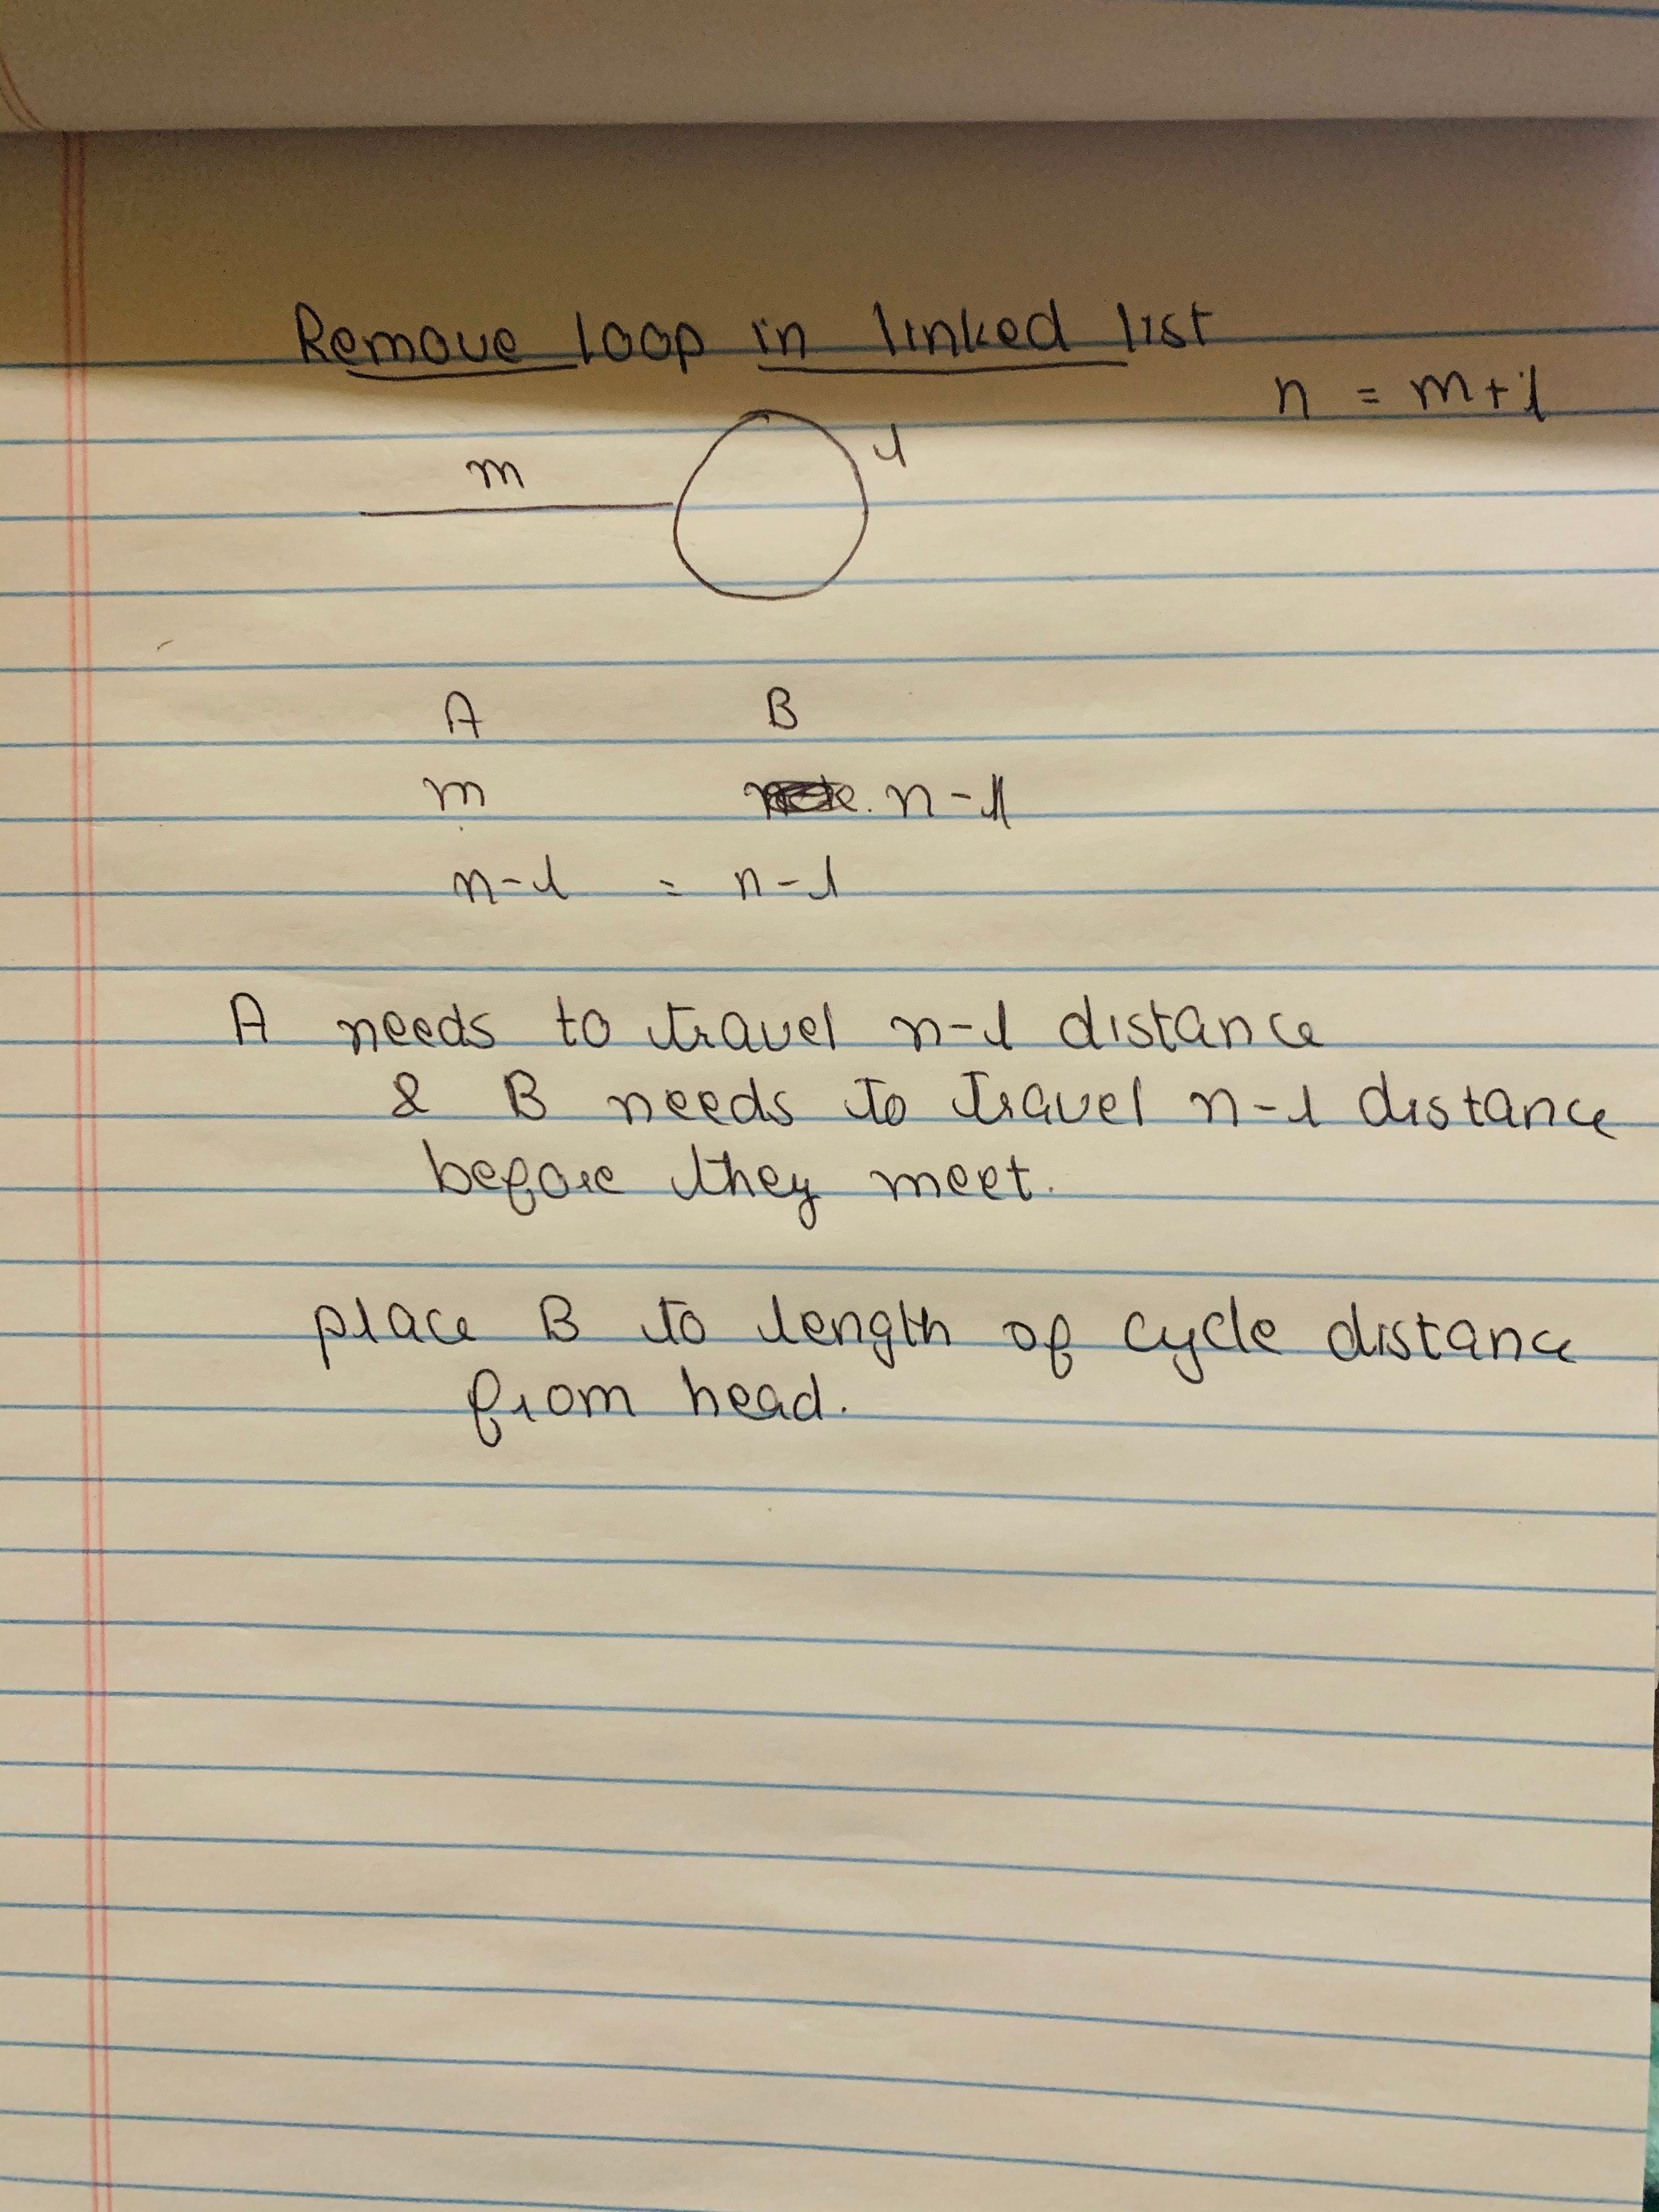 Remove loop in linked list
n = m+l
m
l
A B
m n-l
n-l = n-l
A needs to travel n-l distance
& B needs to travel n-l distance
before they meet.
place B to length of cycle distance
from head.